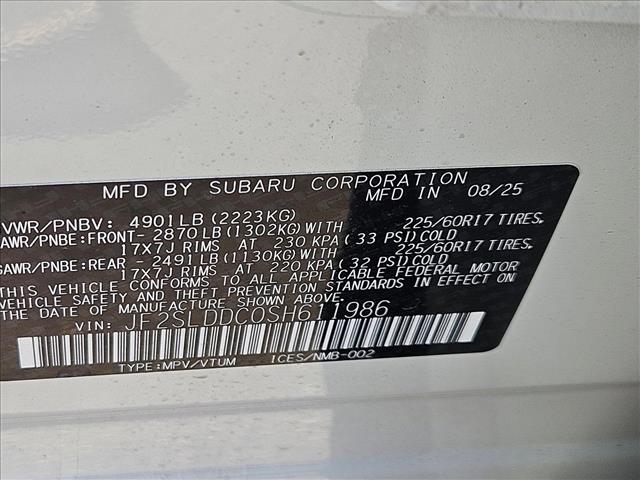 MFD BY SUBARU CORPORATION MFD IN 08/25
VWR/PNBV: 4901LB(2223KG)
AWR/PNBE:FRONT- 2870LB(1302KG)WITH 225/60R17 TIRES.
17x7J RIMS AT 230 KPA(33 PSI)COLD
GAWR/PNBE:REAR - 2491LB(1130KG)WITH 225/60R17 TIRES.
17x7J RIMS AT 220 KPA(32 PSI)COLD
THIS VEHICLE CONFORMS TO ALL APPLICABLE FEDERAL MOTOR
VEHICLE SAFETY AND THEFT PREVENTION STANDARDS IN EFFECT ON
THE DATE OF MANUFACTURE SHOWN ABOVE.
VIN: JF2SLDDC0SH611986
TYPE:MPV/VTUM ICES/NMB-002